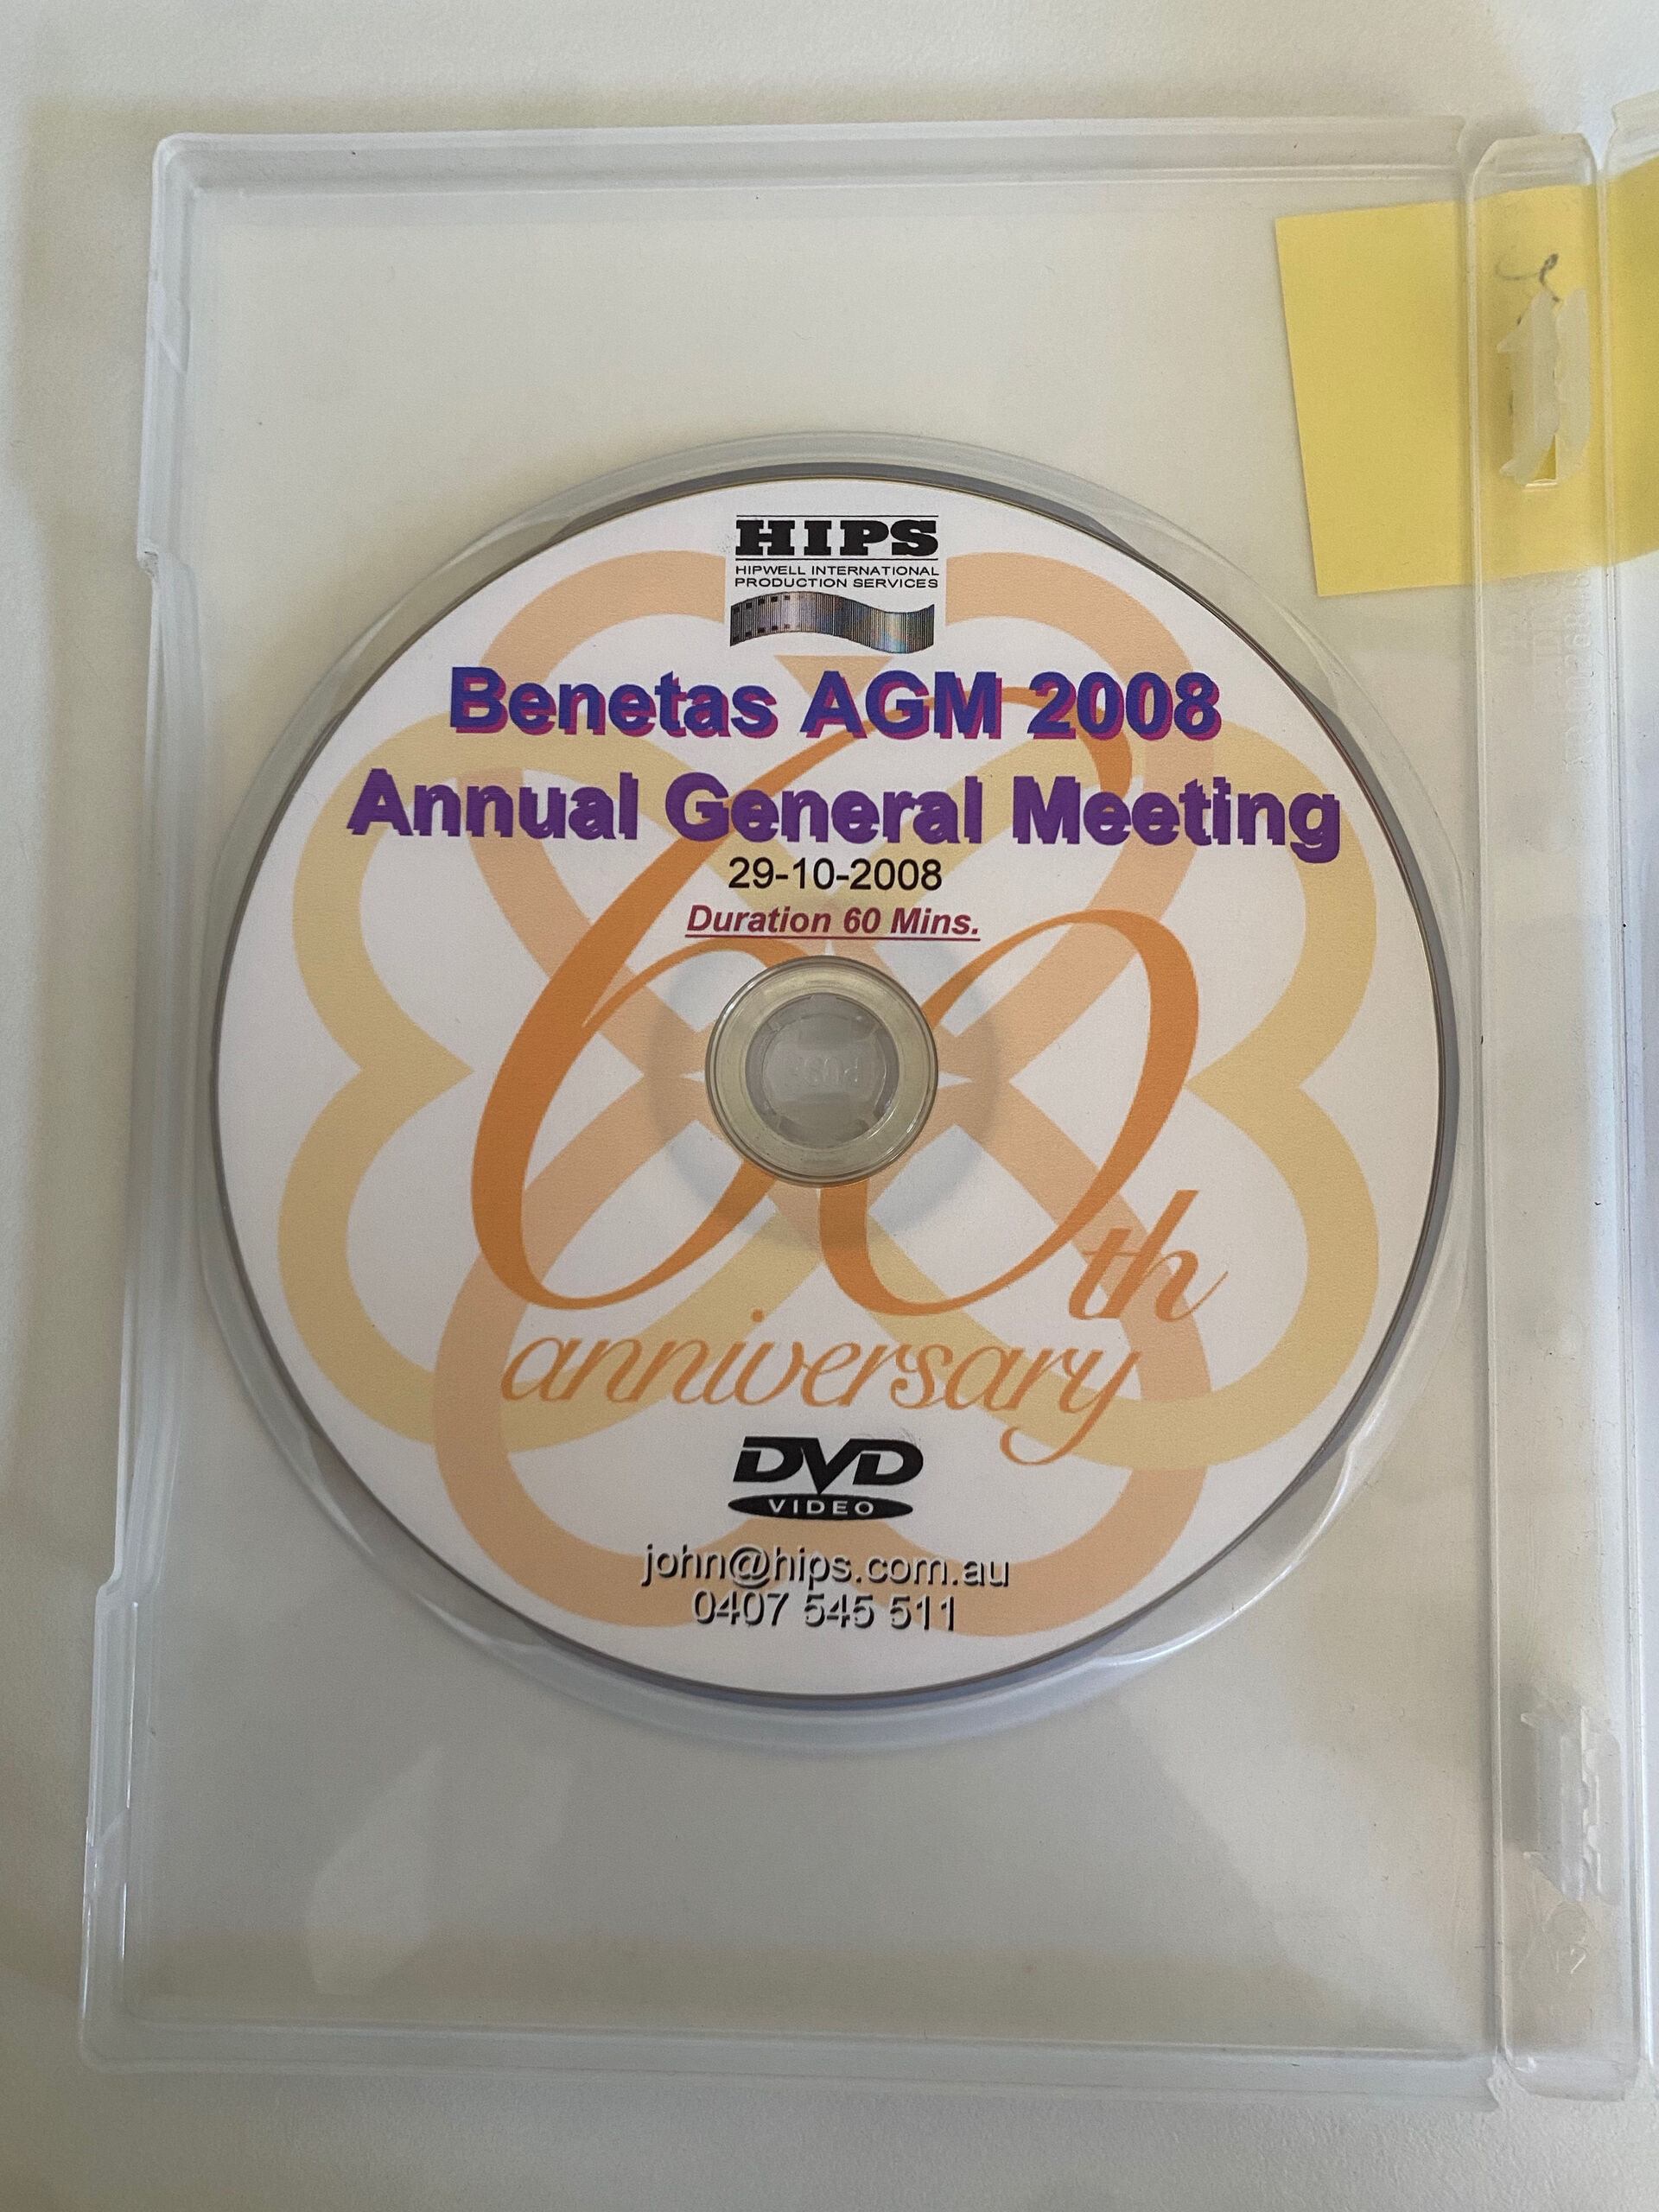 HIPS
HIPWELL INTERNATIONAL
PRODUCTION SERVICES
Benetas AGM 2008
Annual General Meeting
29-10-2008
Duration 60 Mins.
60th
anniversary
DVD
VIDEO
john@hips.com.au
0407 545 511